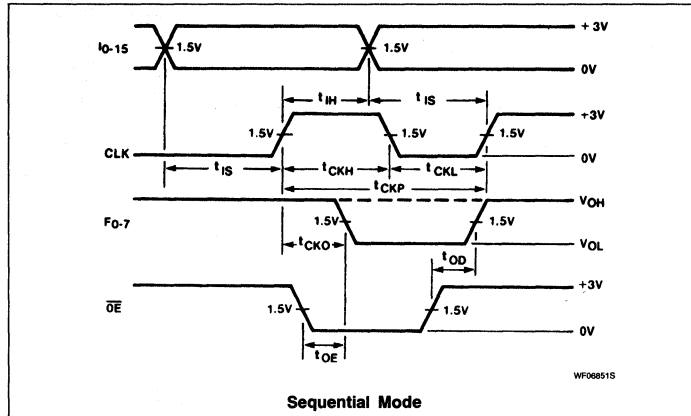 +3V
I0-15
1.5V
1.5V
0V
tIH
tIS
+3V
1.5V
1.5V
1.5V
CLK
0V
tIS
tCKH
tCKL
tCKP
VOH
F0-7
1.5V
1.5V
tCKO
VOL
tOD
+3V
OE
1.5V
1.5V
0V
tOE
WF06851S
Sequential Mode